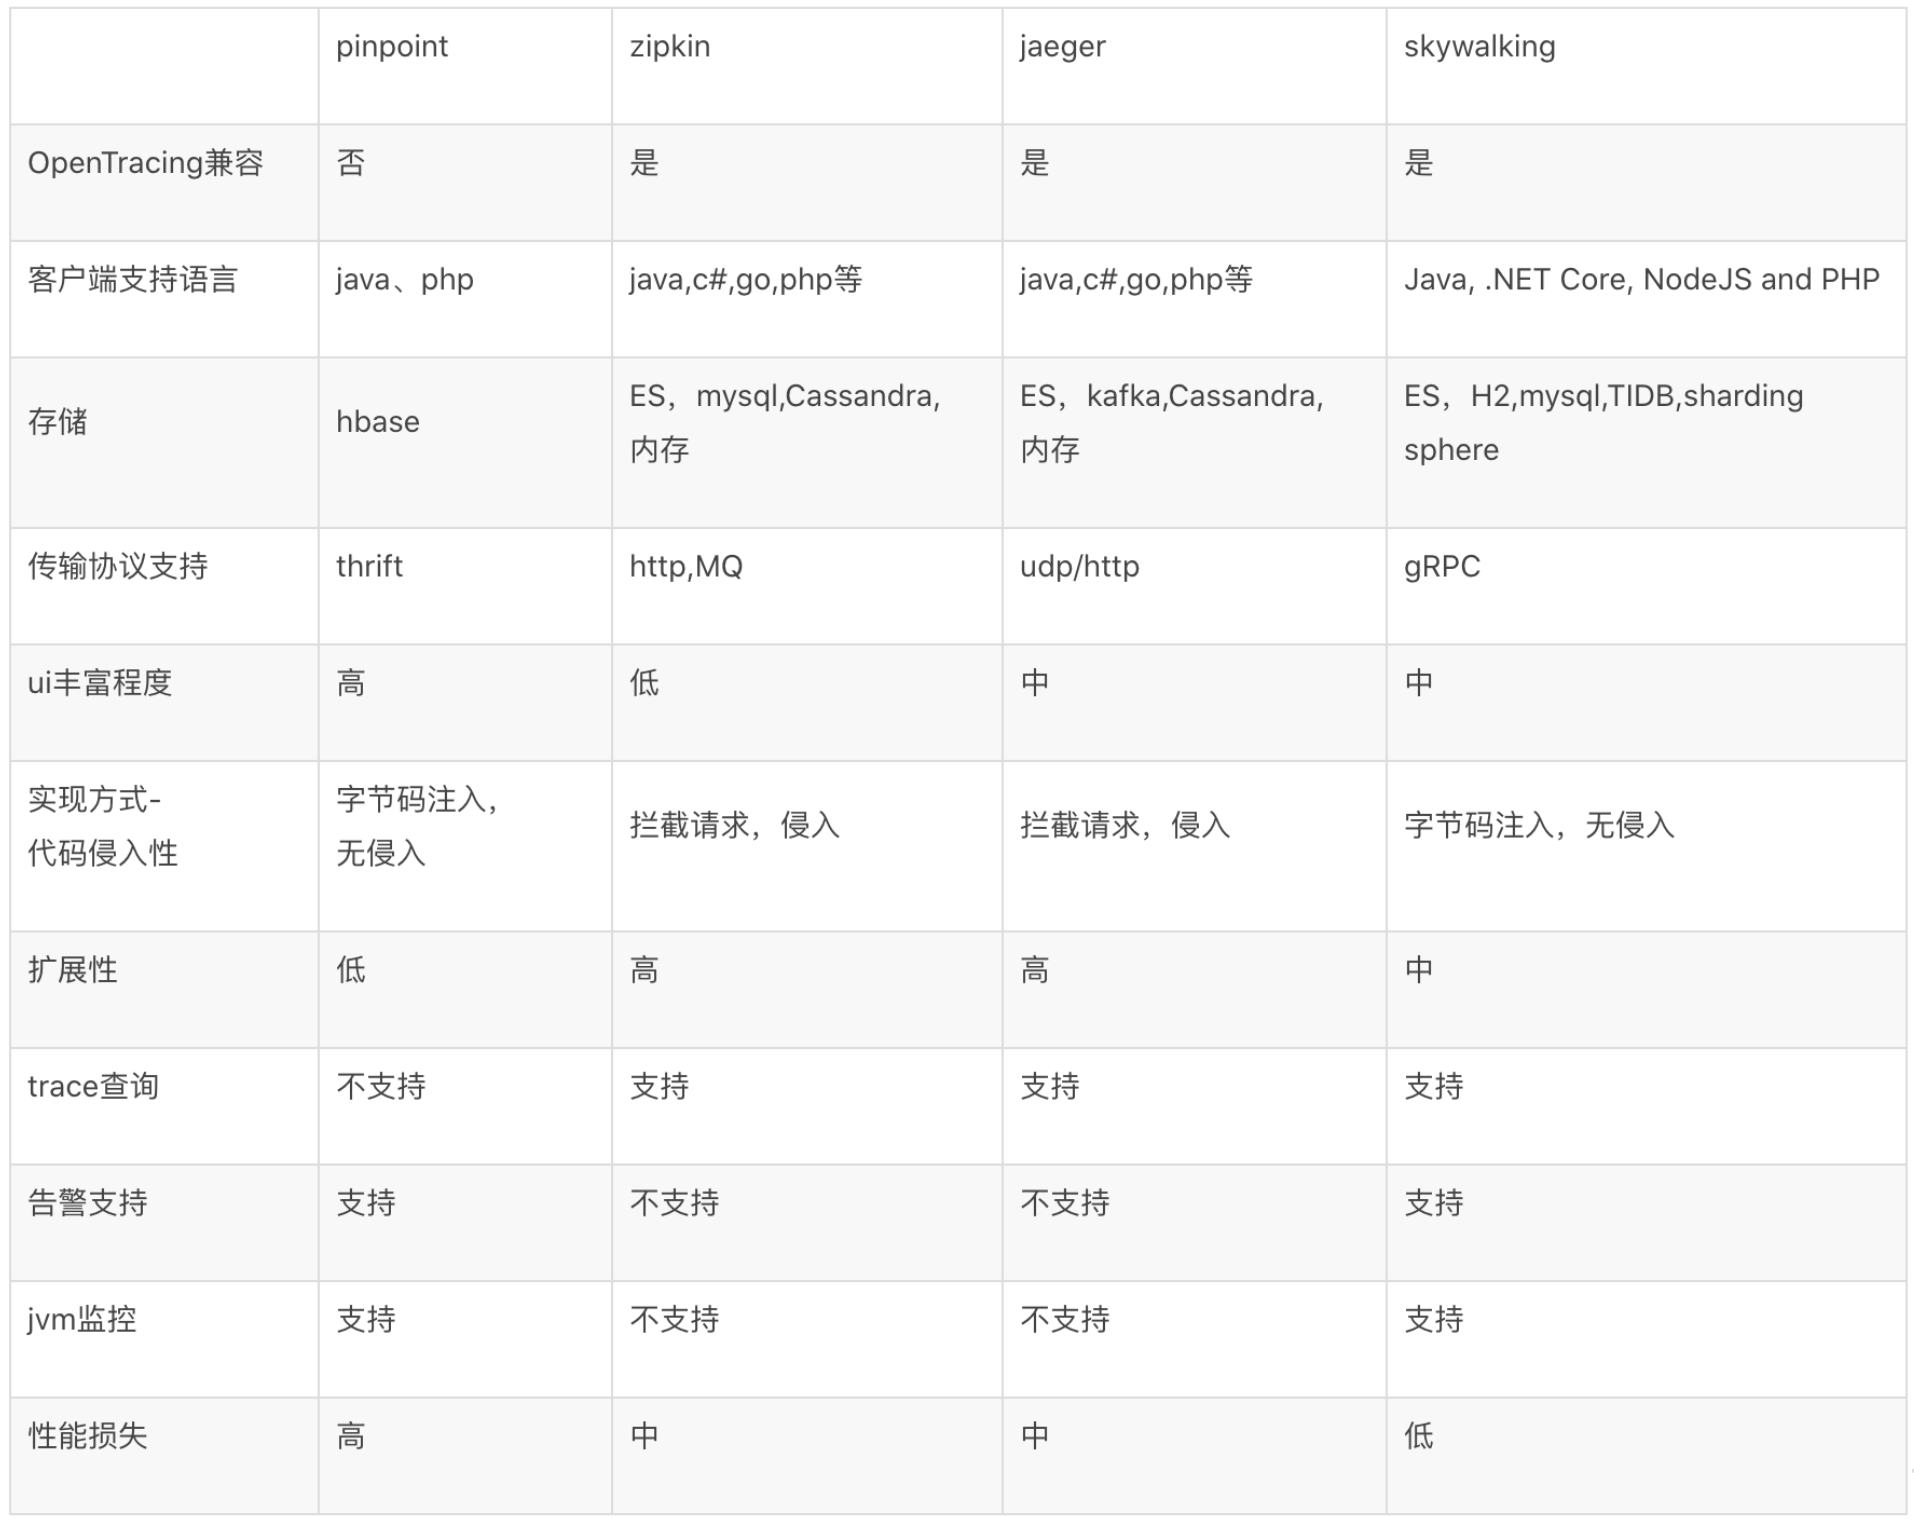 pinpoint zipkin jaeger skywalking
OpenTracing兼容 否 是 是 是
客户端支持语言 java、php java,c#,go,php等 java,c#,go,php等 Java, .NET Core, NodeJS and PHP
存储 hbase ES，mysql,Cassandra, ES，kafka,Cassandra, ES，H2,mysql,TIDB,sharding
内存 内存 sphere
传输协议支持 thrift http,MQ udp/http gRPC
ui丰富程度 高 低 中 中
实现方式- 字节码注入， 拦截请求，侵入 拦截请求，侵入 字节码注入，无侵入
代码侵入性 无侵入
扩展性 低 高 高 中
trace查询 不支持 支持 支持 支持
告警支持 支持 不支持 不支持 支持
jvm监控 支持 不支持 不支持 支持
性能损失 高 中 中 低